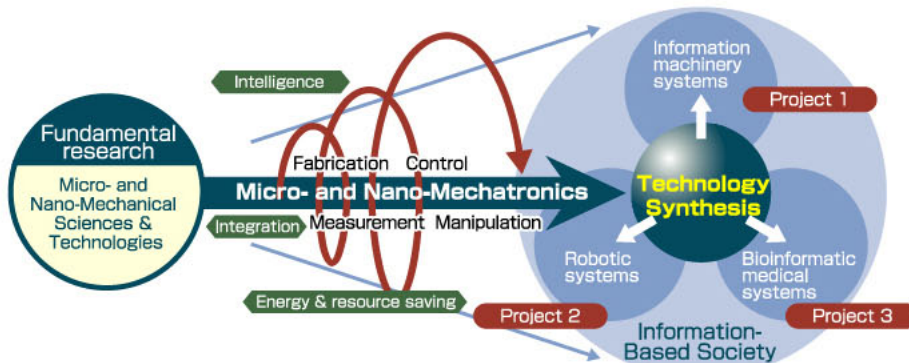 Fundamental
research
Micro- and
Nano-Mechanical
Sciences &
Technologies
Intelligence
Fabrication Control
Micro- and Nano-Mechatronics
Integration
Measurement Manipulation
Energy & resource saving
Information
machinery
systems
Project 1
Technology
Synthesis
Robotic
systems
Bioinformatic
medical
systems
Project 2
Project 3
Information-
Based Society